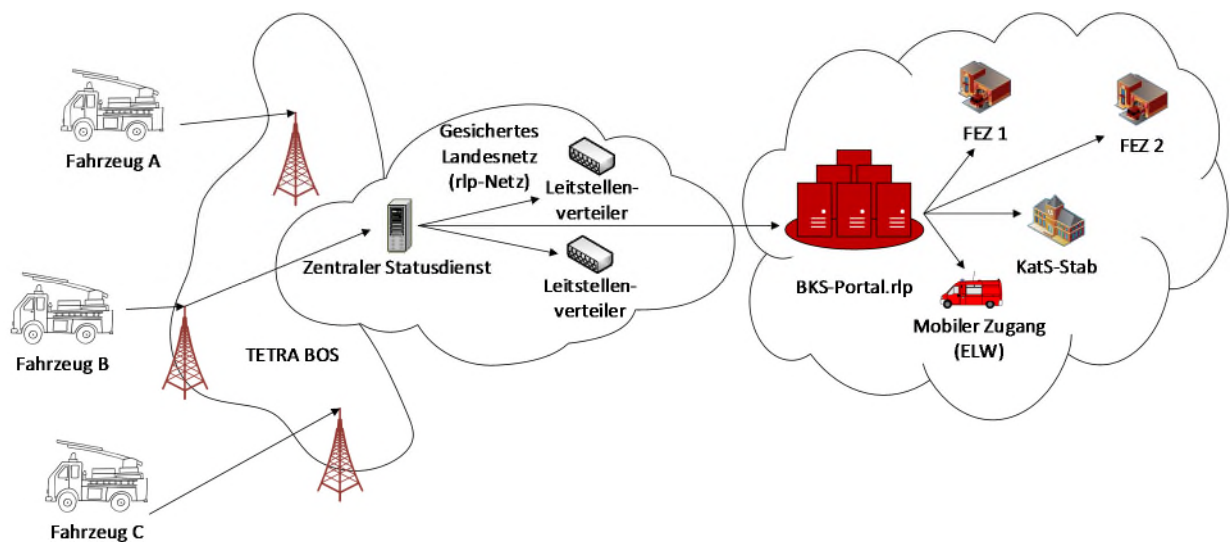 Fahrzeug A
Fahrzeug B
Fahrzeug C
TETRA BOS
Gesichertes
Landesnetz
(rlp-Netz)
Zentraler Statusdienst
Leitstellen-
verteiler
Leitstellen-
verteiler
BKS-Portal.rlp
FEZ 1
FEZ 2
KatS-Stab
Mobiler Zugang
(ELW)